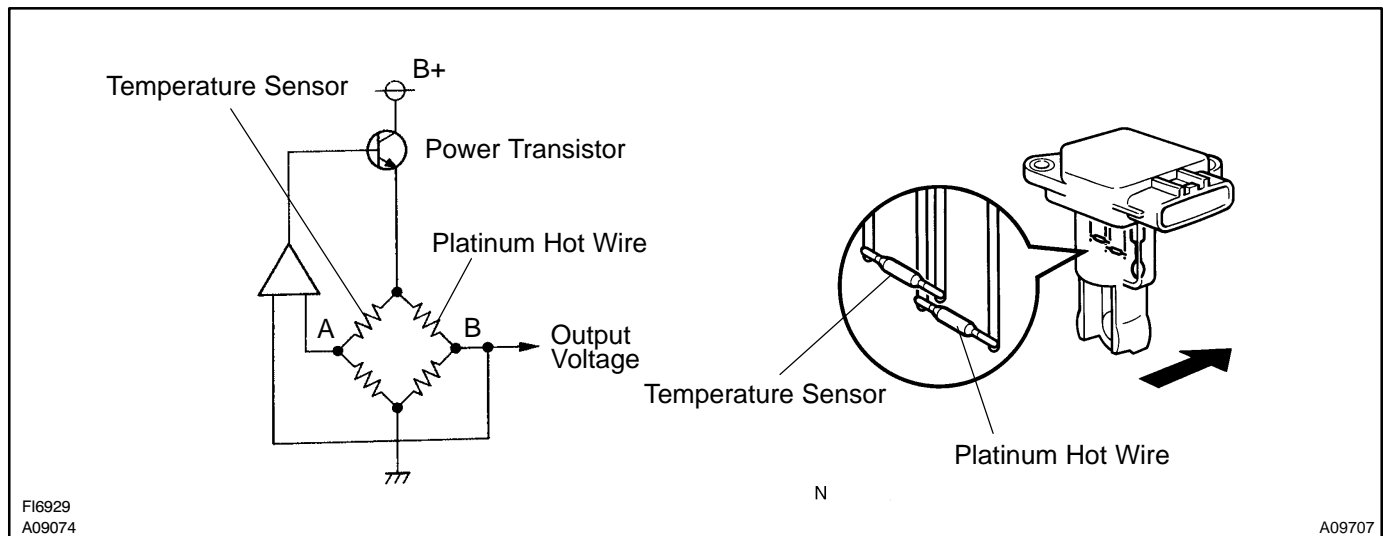 Temperature Sensor
B+
Power Transistor
Platinum Hot Wire
A
B
Output
Voltage
Temperature Sensor
Platinum Hot Wire
N
FI6929
A09074
A09707